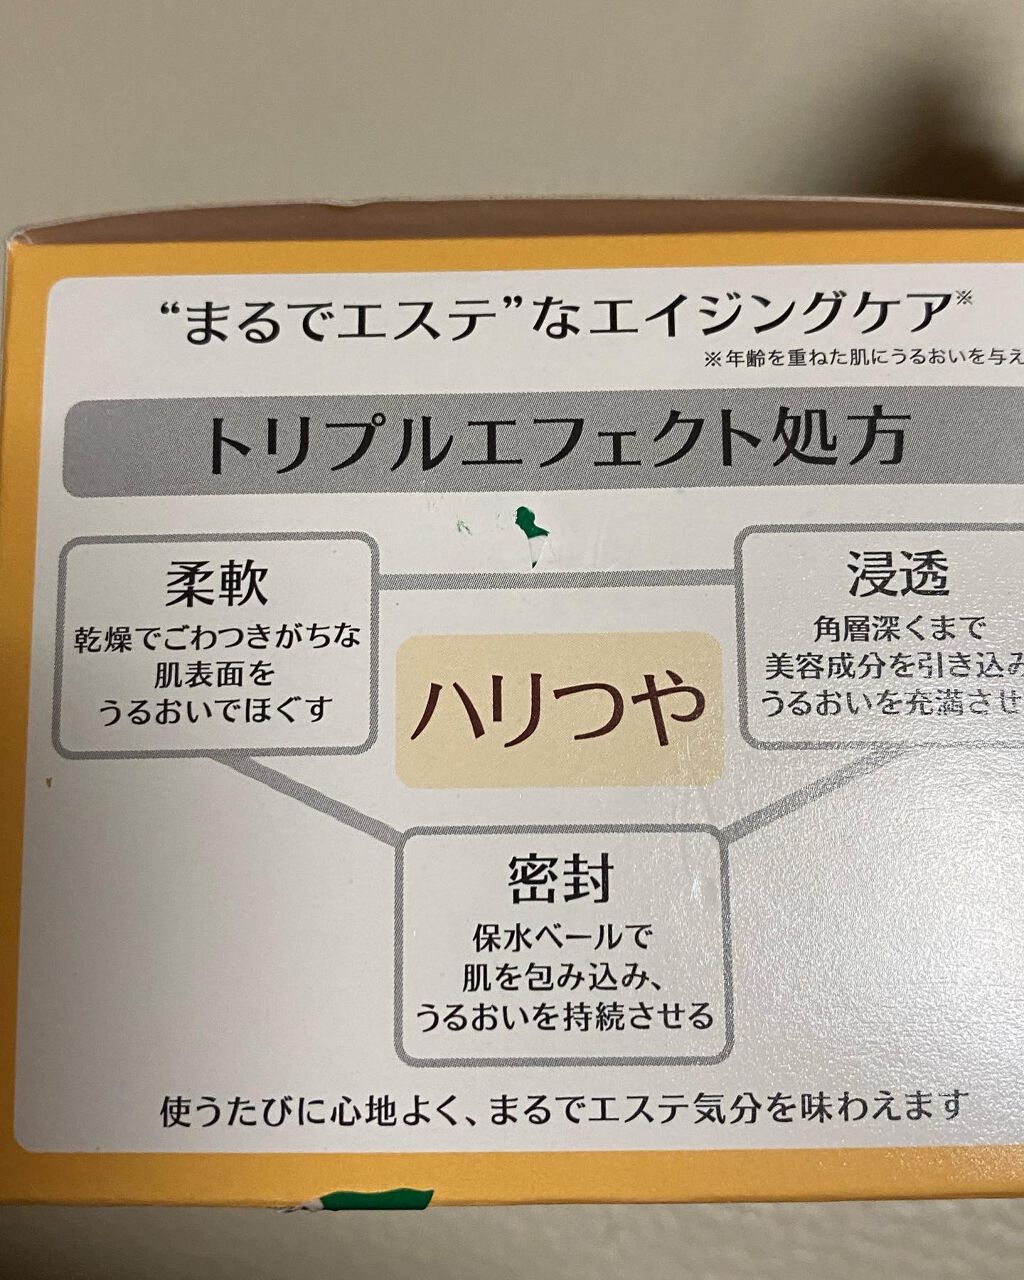 “まるでエステ”なエイジングケア※
※年齢を重ねた肌にうるおいを与え
トリプルエフェクト処方
柔軟
乾燥でごわつきがちな
肌表面を
うるおいでほぐす
浸透
角層深くまで
美容成分を引き込み
うるおいを充満させ
ハリつや
密封
保水ベールで
肌を包み込み、
うるおいを持続させる
使うたびに心地よく、まるでエステ気分を味わえます